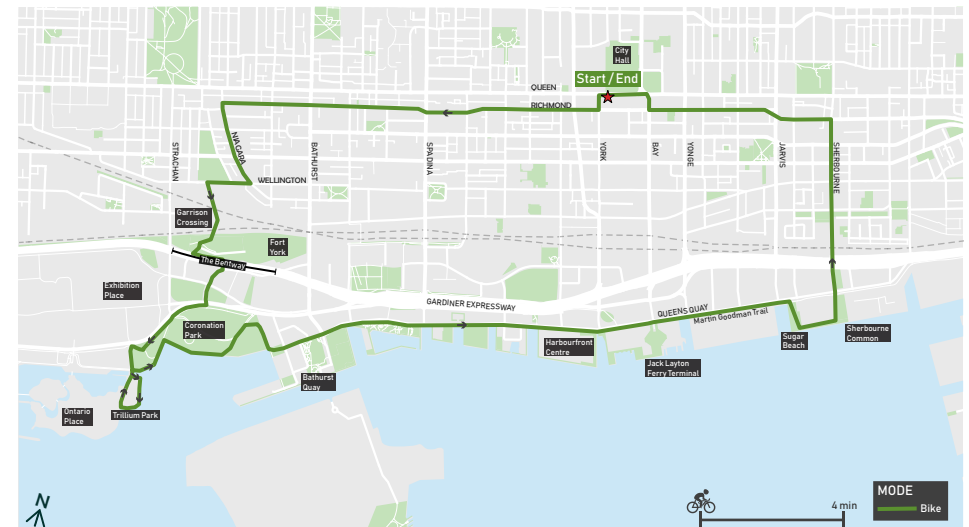 City
Hall
Start / End
QUEEN
RICHMOND
NIAGARA
STRACHAN
BATHURST
SPADINA
YORK
BAY
YONGE
JARVIS
SHERBOURNE
WELLINGTON
Garrison
Crossing
Fort
York
The Bentway
Exhibition
Place
GARDINER EXPRESSWAY
QUEENS QUAY
Martin Goodman Trail
Coronation
Park
Harbourfront
Centre
Sugar
Beach
Sherbourne
Common
Jack Layton
Ferry Terminal
Bathurst
Quay
Ontario
Place
Trillium Park
N
4 min
MODE
Bike